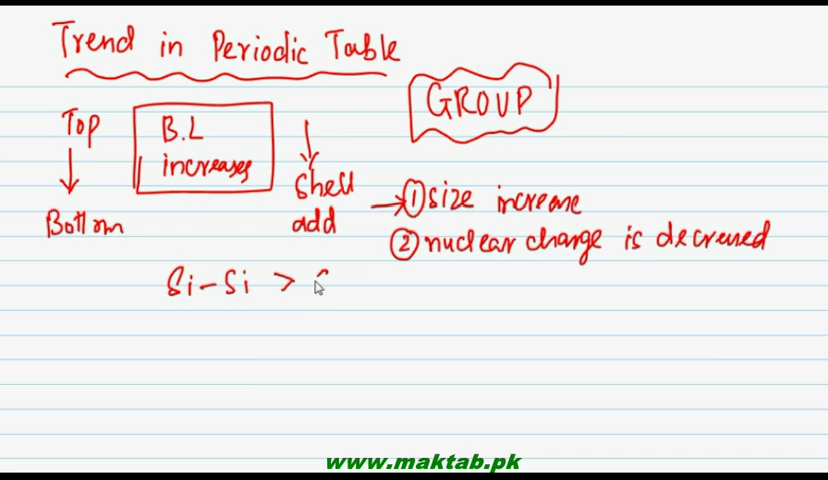 Trend in Periodic Table
GROUP
Top
B.L
increases
Shell
add
Bottom
① size increase
② nuclear charge is decreased
Si-Si >
www.maktab.pk